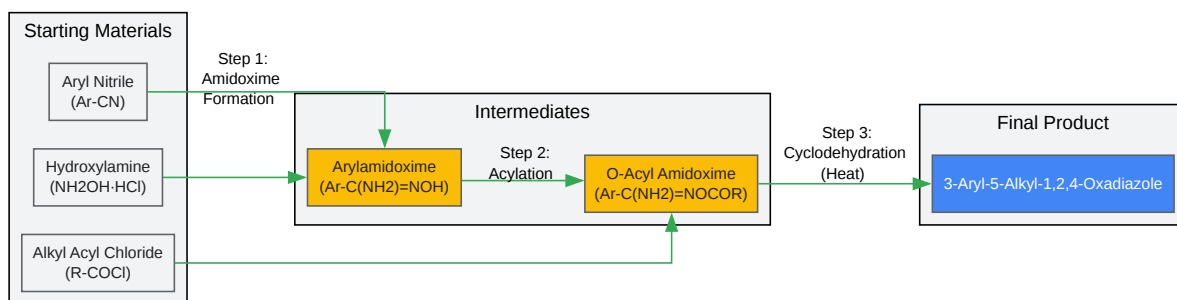 Starting Materials
Aryl Nitrile
(Ar-CN)
Hydroxylamine
(NH2OH·HCl)
Alkyl Acyl Chloride
(R-COCl)
Step 1:
Amidoxime
Formation
Intermediates
Arylamidoxime
(Ar-C(NH2)=NOH)
Step 2:
Acylation
O-Acyl Amidoxime
(Ar-C(NH2)=NOCOR)
Step 3:
Cyclodehydration
(Heat)
Final Product
3-Aryl-5-Alkyl-1,2,4-Oxadiazole